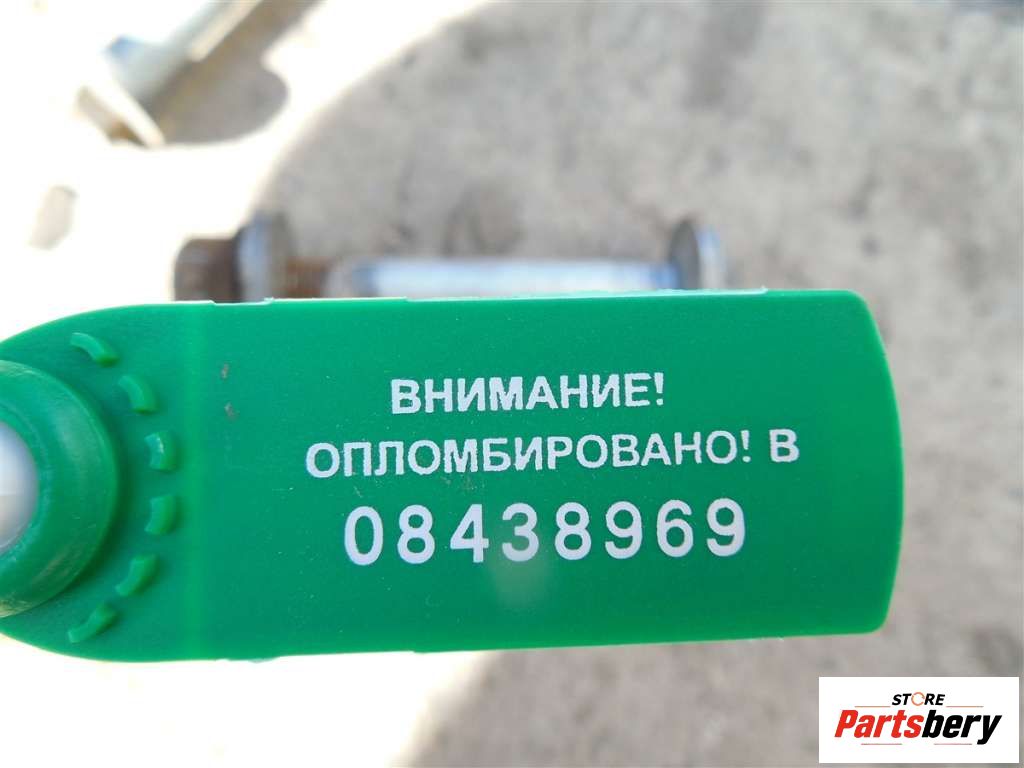 ВНИМАНИЕ!
ОПЛОМБИРОВАНО! В
08438969
STORE
Partsbery